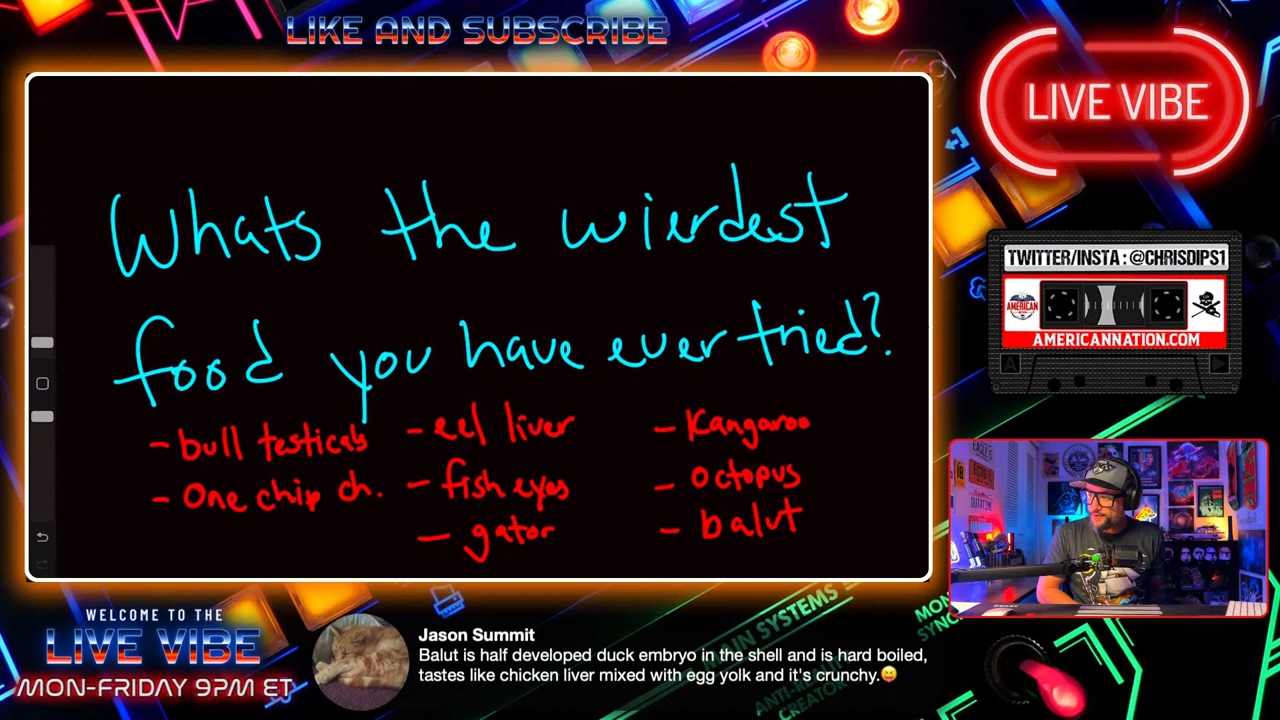 LIKE AND SUBSCRIBE
LIVE VIBE
Whats the wierdest
food you have ever tried?
- bull testicals
- One chip ch.
- eel liver
- fish eyes
- gator
- Kangaroo
- octopus
- balut
TWITTER/INSTA : @CHRISDIPS1
AMERICAN
AMERICANNATION.COM
A
WELCOME TO THE
LIVE VIBE
MON-FRIDAY 9PM ET
Jason Summit
Balut is half developed duck embryo in the shell and is hard boiled,
tastes like chicken liver mixed with egg yolk and it's crunchy.😝
SYSTEMS
CREATOR